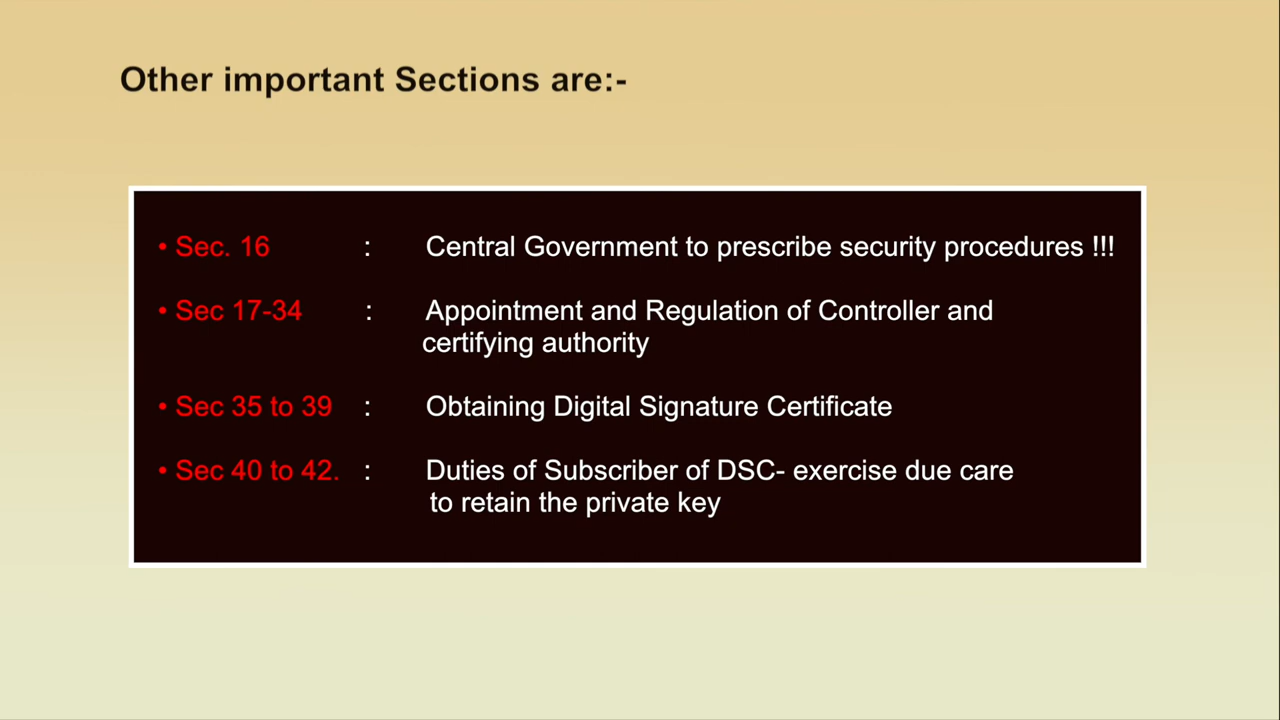 Other important Sections are:-
• Sec. 16 : Central Government to prescribe security procedures !!!
• Sec 17-34 : Appointment and Regulation of Controller and
certifying authority
• Sec 35 to 39 : Obtaining Digital Signature Certificate
• Sec 40 to 42. : Duties of Subscriber of DSC- exercise due care
to retain the private key